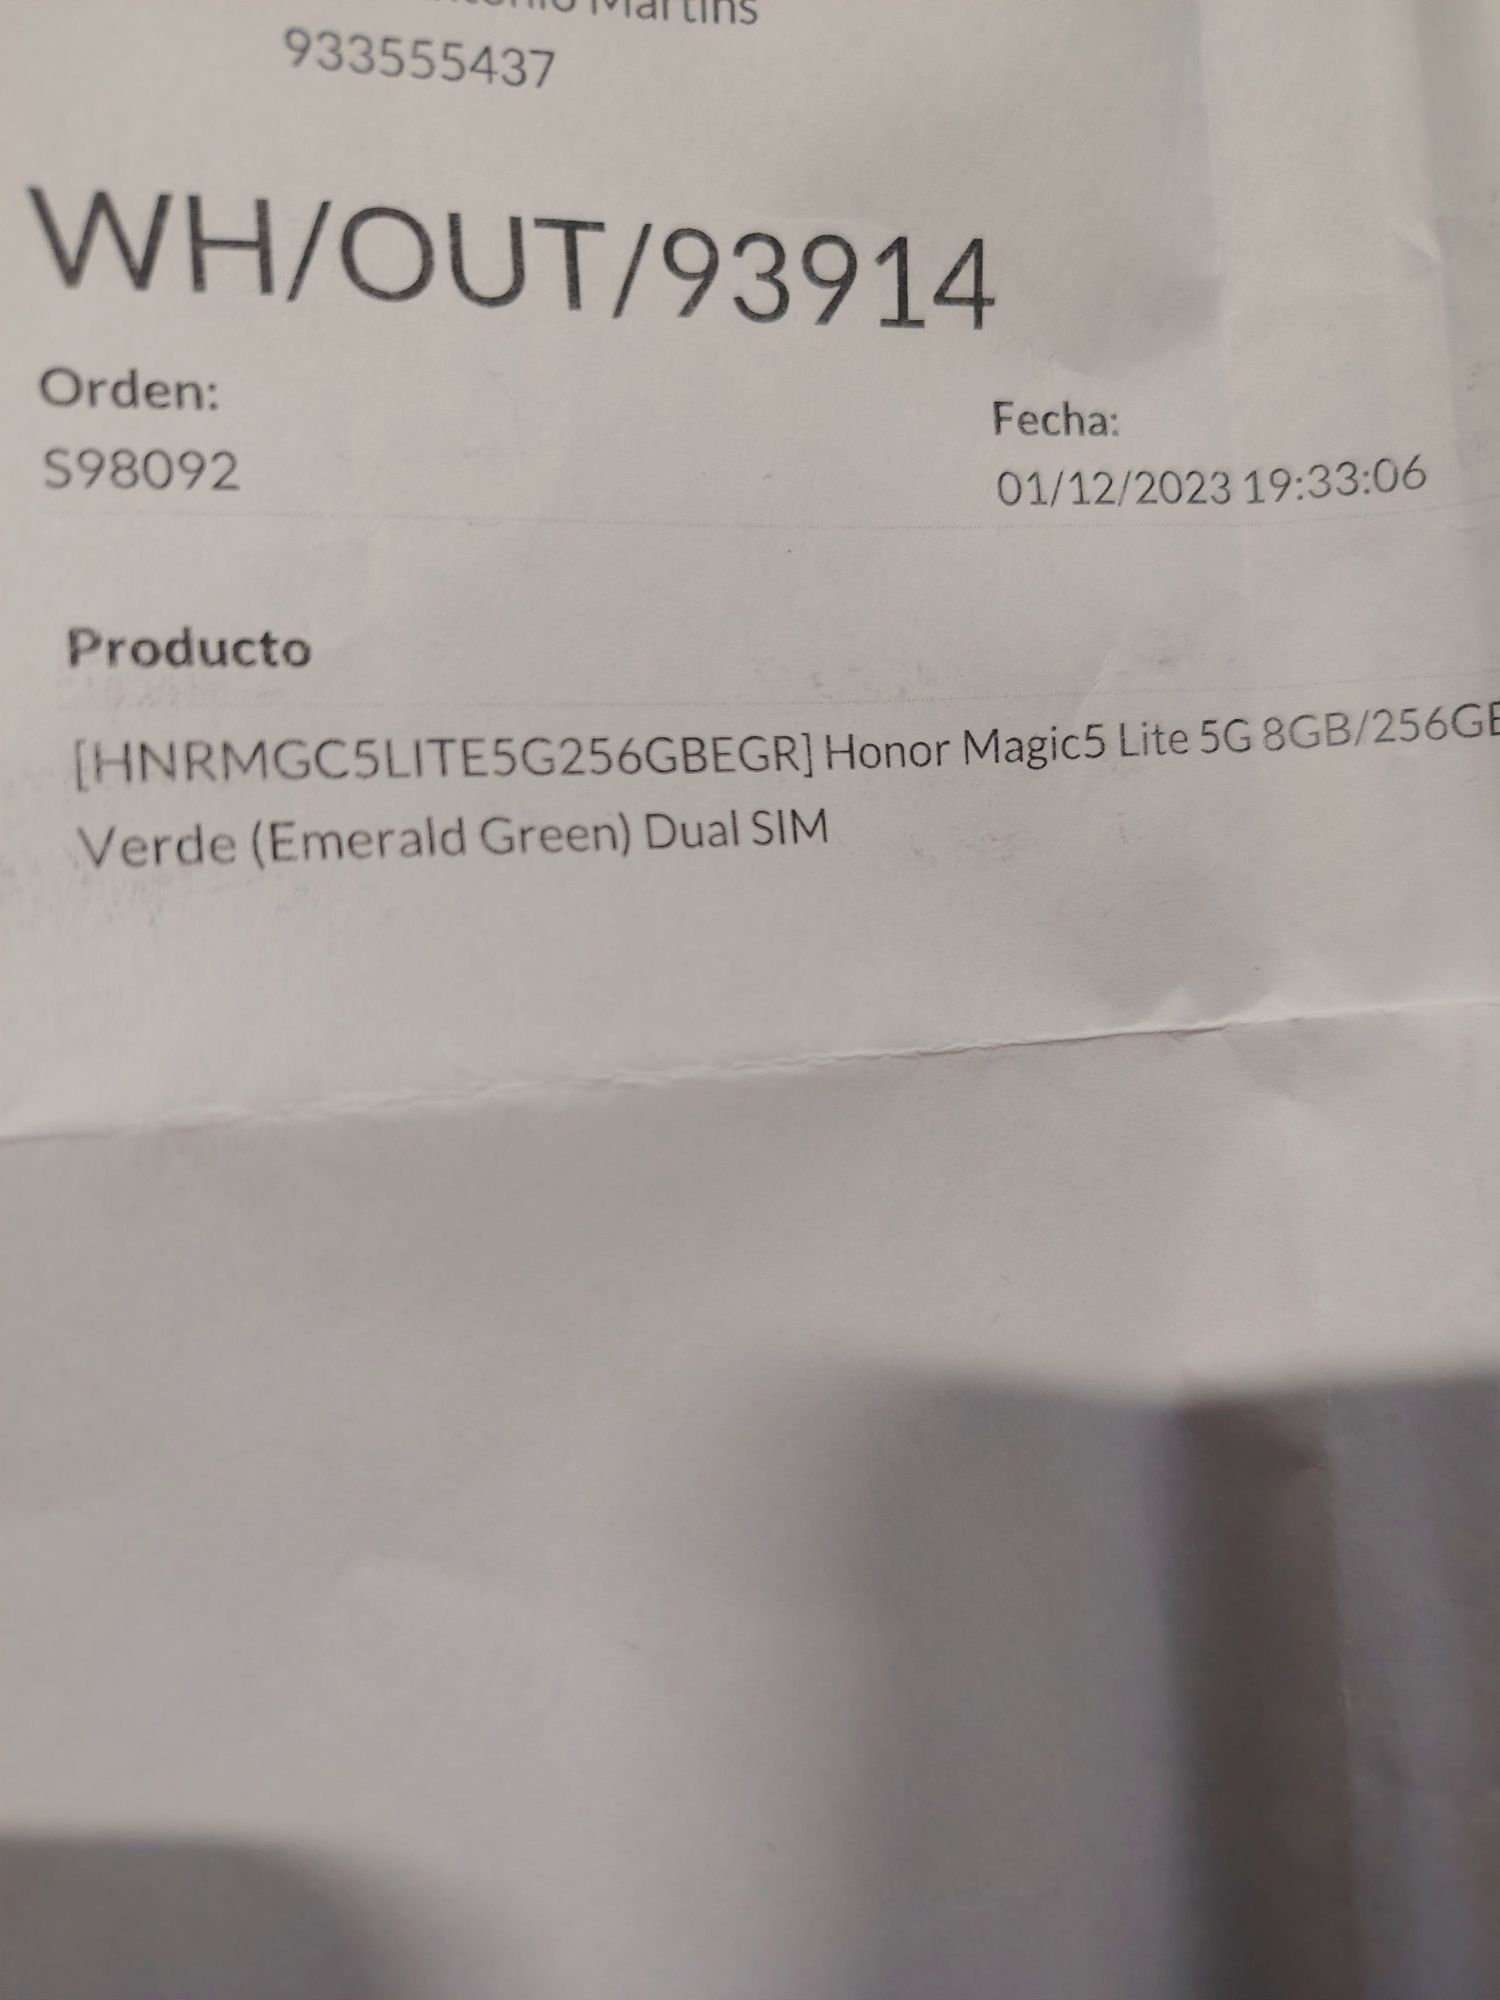 Martins
933555437
WH/OUT/93914
Orden:
S98092
Fecha:
01/12/2023 19:33:06
Producto
[HNRMGC5LITE5G256GBEGR] Honor Magic5 Lite 5G 8GB/256GB
Verde (Emerald Green) Dual SIM